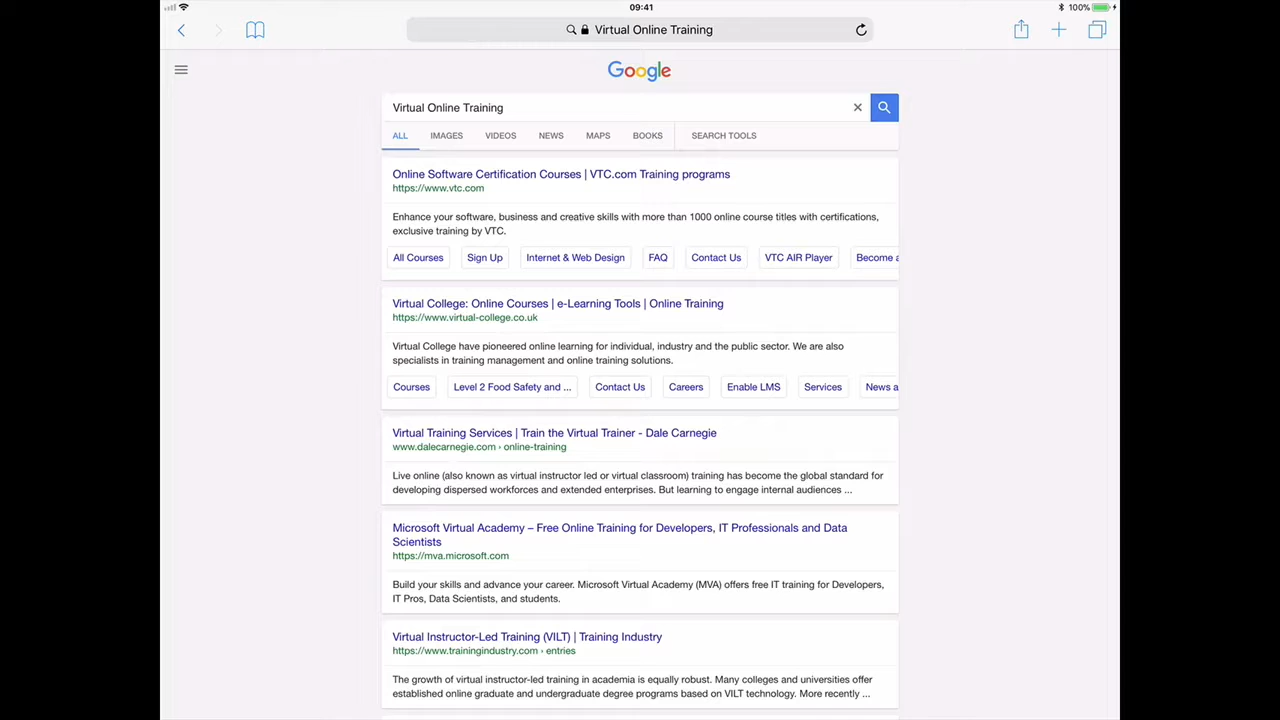 09:41
100%
Virtual Online Training
Google
Virtual Online Training
ALL IMAGES VIDEOS NEWS MAPS BOOKS SEARCH TOOLS
Online Software Certification Courses | VTC.com Training programs
https://www.vtc.com
Enhance your software, business and creative skills with more than 1000 online course titles with certifications,
exclusive training by VTC.
All Courses Sign Up Internet & Web Design FAQ Contact Us VTC AIR Player Become a
Virtual College: Online Courses | e-Learning Tools | Online Training
https://www.virtual-college.co.uk
Virtual College have pioneered online learning for individual, industry and the public sector. We are also
specialists in training management and online training solutions.
Courses Level 2 Food Safety and ... Contact Us Careers Enable LMS Services News a
Virtual Training Services | Train the Virtual Trainer - Dale Carnegie
www.dalecarnegie.com › online-training
Live online (also known as virtual instructor led or virtual classroom) training has become the global standard for
developing dispersed workforces and extended enterprises. But learning to engage internal audiences ...
Microsoft Virtual Academy – Free Online Training for Developers, IT Professionals and Data
Scientists
https://mva.microsoft.com
Build your skills and advance your career. Microsoft Virtual Academy (MVA) offers free IT training for Developers,
IT Pros, Data Scientists, and students.
Virtual Instructor-Led Training (VILT) | Training Industry
https://www.trainingindustry.com › entries
The growth of virtual instructor-led training in academia is equally robust. Many colleges and universities offer
established online graduate and undergraduate degree programs based on VILT technology. More recently ...